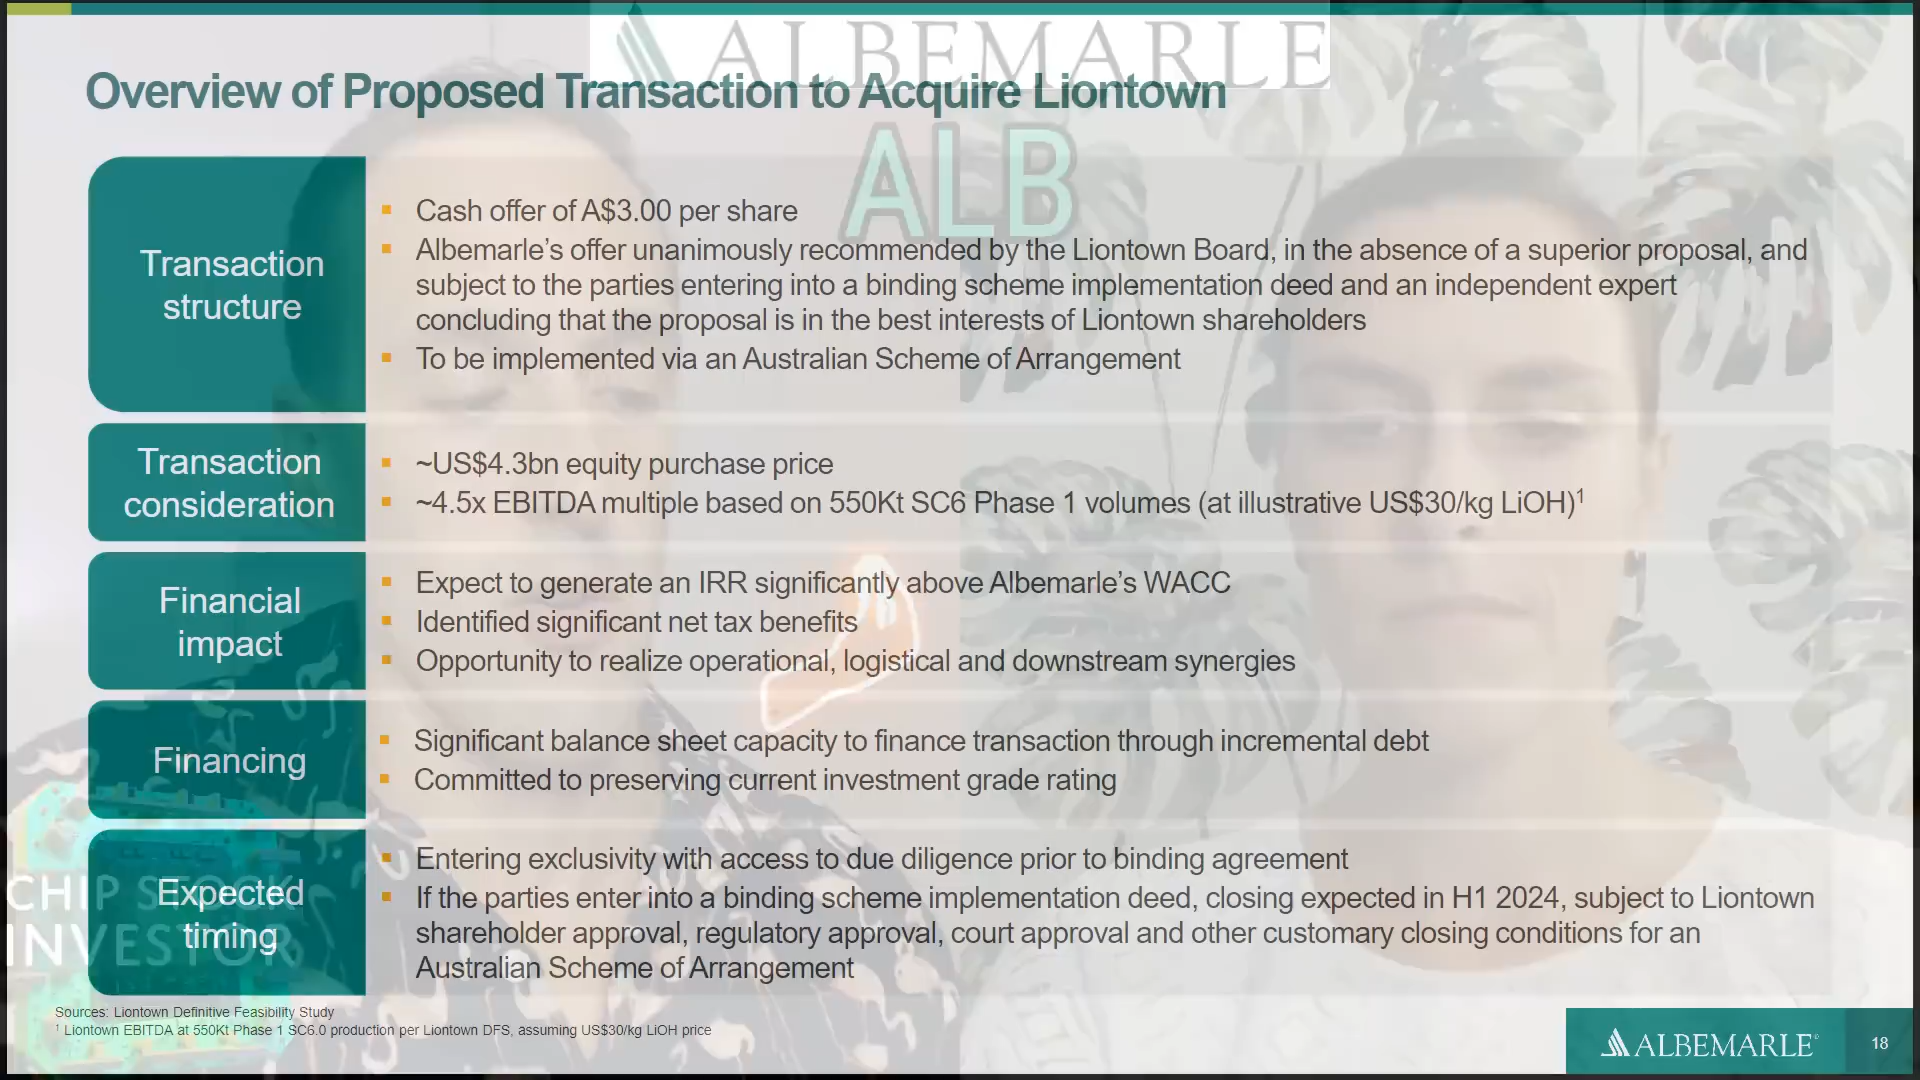 ALBEMARLE
Overview of Proposed Transaction to Acquire Liontown
ALB
Transaction
structure
Cash offer of A$3.00 per share
Albemarle’s offer unanimously recommended by the Liontown Board, in the absence of a superior proposal, and
subject to the parties entering into a binding scheme implementation deed and an independent expert
concluding that the proposal is in the best interests of Liontown shareholders
To be implemented via an Australian Scheme of Arrangement
Transaction
consideration
~US$4.3bn equity purchase price
~4.5x EBITDA multiple based on 550Kt SC6 Phase 1 volumes (at illustrative US$30/kg LiOH)¹
Financial
impact
Expect to generate an IRR significantly above Albemarle’s WACC
Identified significant net tax benefits
Opportunity to realize operational, logistical and downstream synergies
Financing
Significant balance sheet capacity to finance transaction through incremental debt
Committed to preserving current investment grade rating
Expected
timing
Entering exclusivity with access to due diligence prior to binding agreement
If the parties enter into a binding scheme implementation deed, closing expected in H1 2024, subject to Liontown
shareholder approval, regulatory approval, court approval and other customary closing conditions for an
Australian Scheme of Arrangement
CHIP STOCK
INVESTOR
Sources: Liontown Definitive Feasibility Study
¹ Liontown EBITDA at 550Kt Phase 1 SC6.0 production per Liontown DFS, assuming US$30/kg LiOH price
ALBEMARLE
18